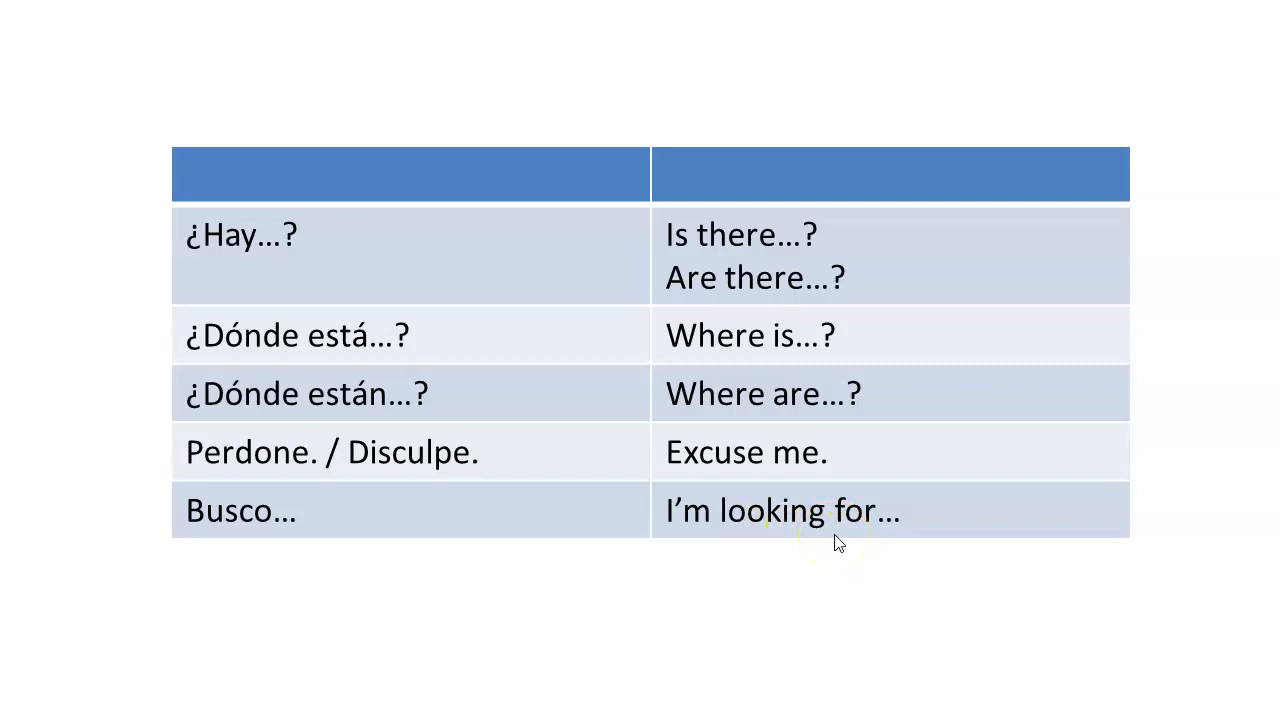 ¿Hay…?
Is there…?
Are there…?
¿Dónde está…?
Where is…?
¿Dónde están…?
Where are…?
Perdone. / Disculpe.
Excuse me.
Busco…
I’m looking for…